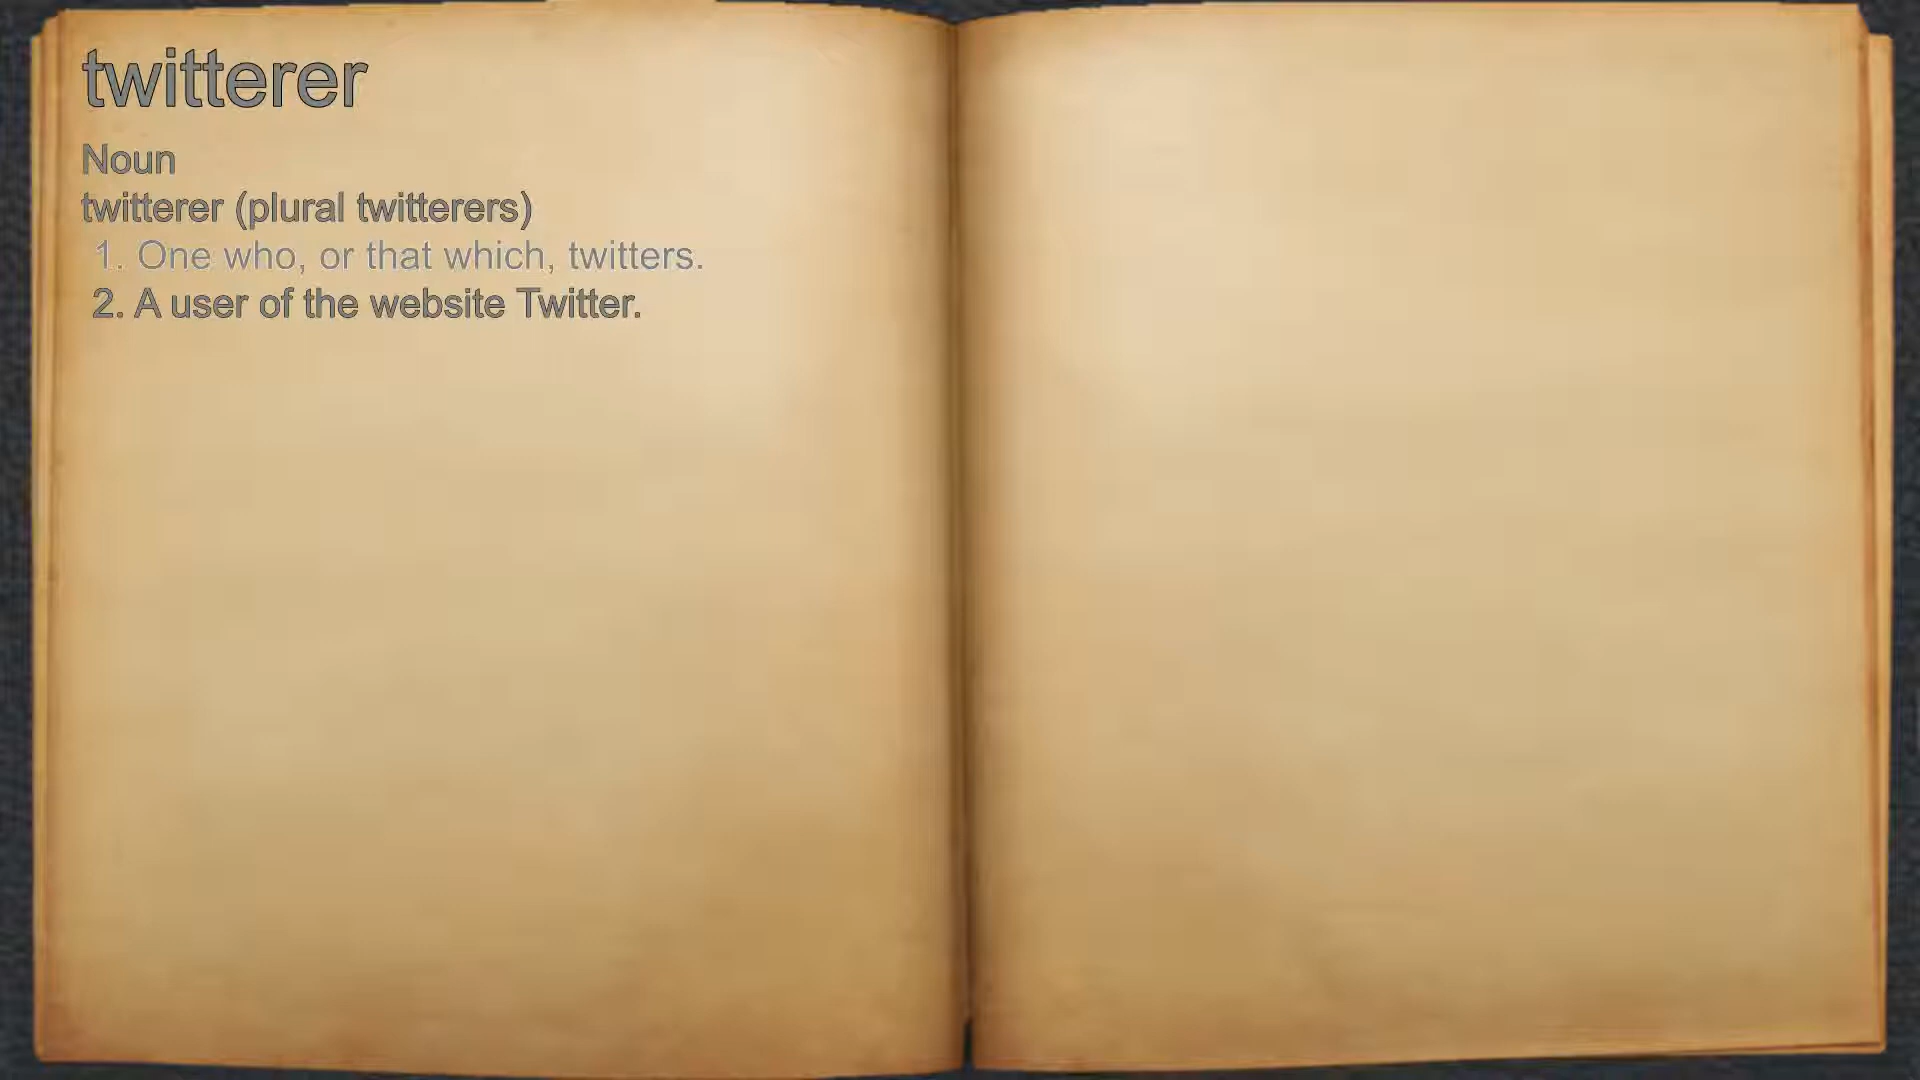 twitterer
Noun
twitterer (plural twitterers)
1. One who, or that which, twitters.
2. A user of the website Twitter.